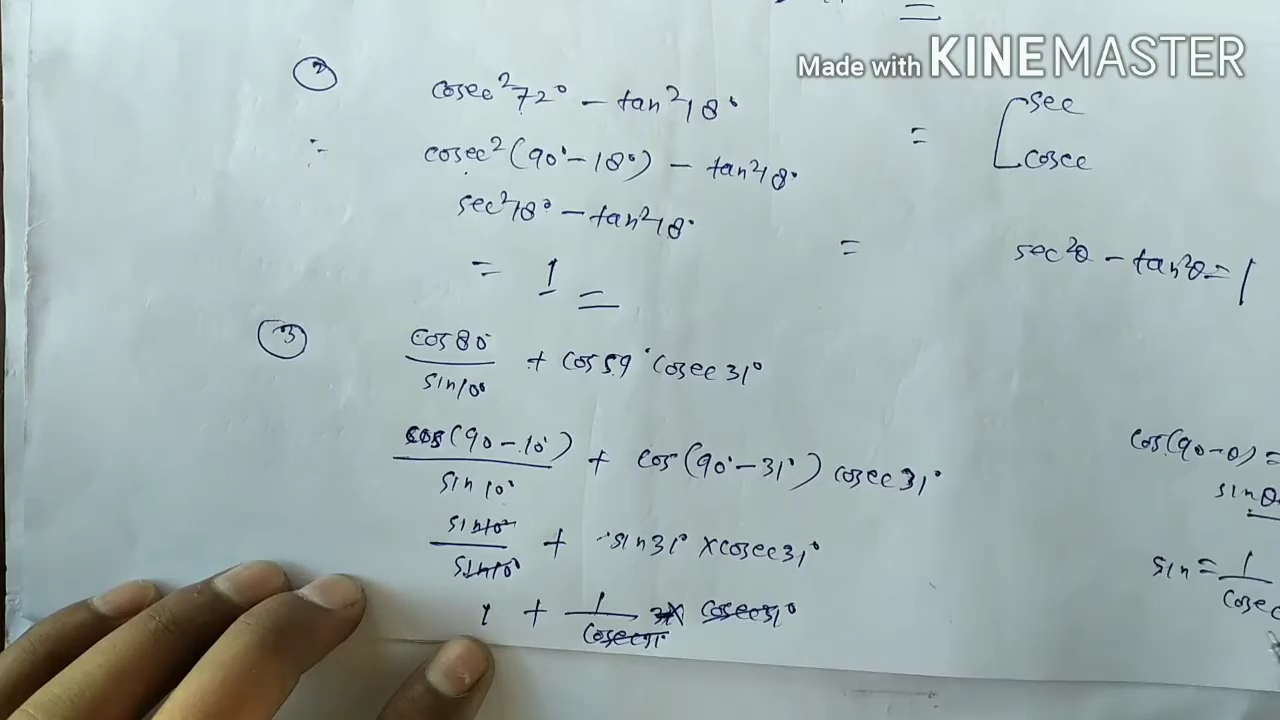 Made with KINEMASTER
②
cosec²72° - tan²18°
= cosec²(90° - 18°) - tan²18°
sec²18° - tan²18°
= 1
= [ sec
cosec
= sec²θ - tan²θ = 1
③
cos80° / sin10° + cos59° cosec31°
cos(90 - 10°) / sin10° + cos(90° - 31°) cosec31°
sin10° / sin10° + sin31° × cosec31°
1 + 1 / cosec31° × cosec31°
cos(90 - θ) =
sinθ
sin = 1 / cosec